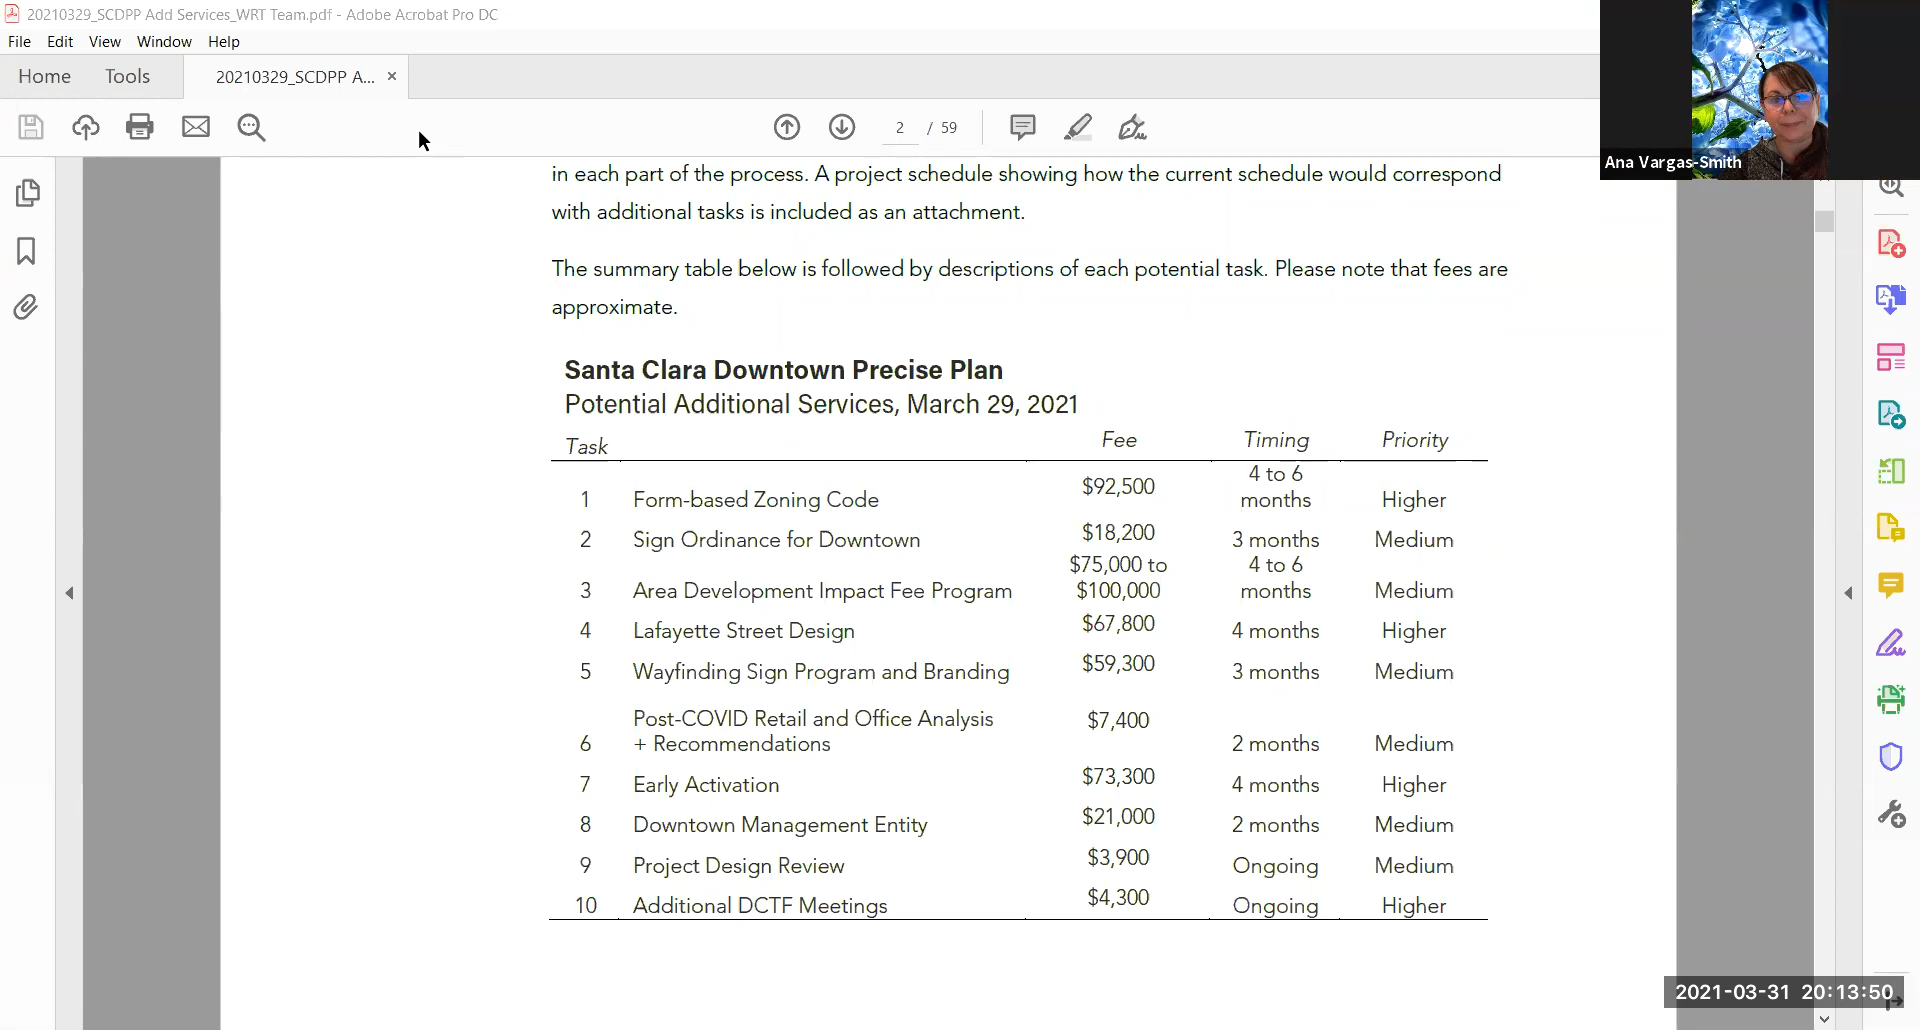 20210329_SCDPP Add Services_WRT Team.pdf - Adobe Acrobat Pro DC
File Edit View Window Help
Home Tools 20210329_SCDPP A... ×
2 / 59
Ana Vargas-Smith
in each part of the process. A project schedule showing how the current schedule would correspond
with additional tasks is included as an attachment.
The summary table below is followed by descriptions of each potential task. Please note that fees are
approximate.
Santa Clara Downtown Precise Plan
Potential Additional Services, March 29, 2021
Task Fee Timing Priority
1 Form-based Zoning Code $92,500 4 to 6 months Higher
2 Sign Ordinance for Downtown $18,200 3 months Medium
3 Area Development Impact Fee Program $75,000 to $100,000 4 to 6 months Medium
4 Lafayette Street Design $67,800 4 months Higher
5 Wayfinding Sign Program and Branding $59,300 3 months Medium
6 Post-COVID Retail and Office Analysis + Recommendations $7,400 2 months Medium
7 Early Activation $73,300 4 months Higher
8 Downtown Management Entity $21,000 2 months Medium
9 Project Design Review $3,900 Ongoing Medium
10 Additional DCTF Meetings $4,300 Ongoing Higher
2021-03-31 20:13:50